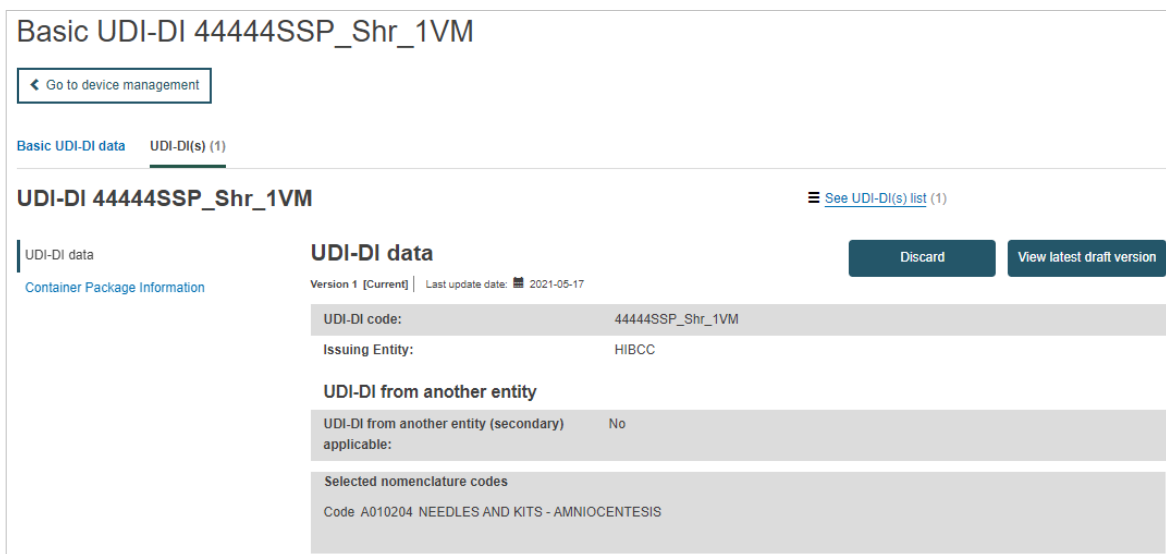 Basic UDI-DI 44444SSP_Shr_1VM
Go to device management
Basic UDI-DI data UDI-DI(s) (1)
UDI-DI 44444SSP_Shr_1VM
See UDI-DI(s) list (1)
UDI-DI data
Container Package Information
UDI-DI data
Discard
View latest draft version
Version 1 [Current] Last update date: 2021-05-17
UDI-DI code: 44444SSP_Shr_1VM
Issuing Entity: HIBCC
UDI-DI from another entity
UDI-DI from another entity (secondary) No
applicable:
Selected nomenclature codes
Code A010204 NEEDLES AND KITS - AMNIOCENTESIS